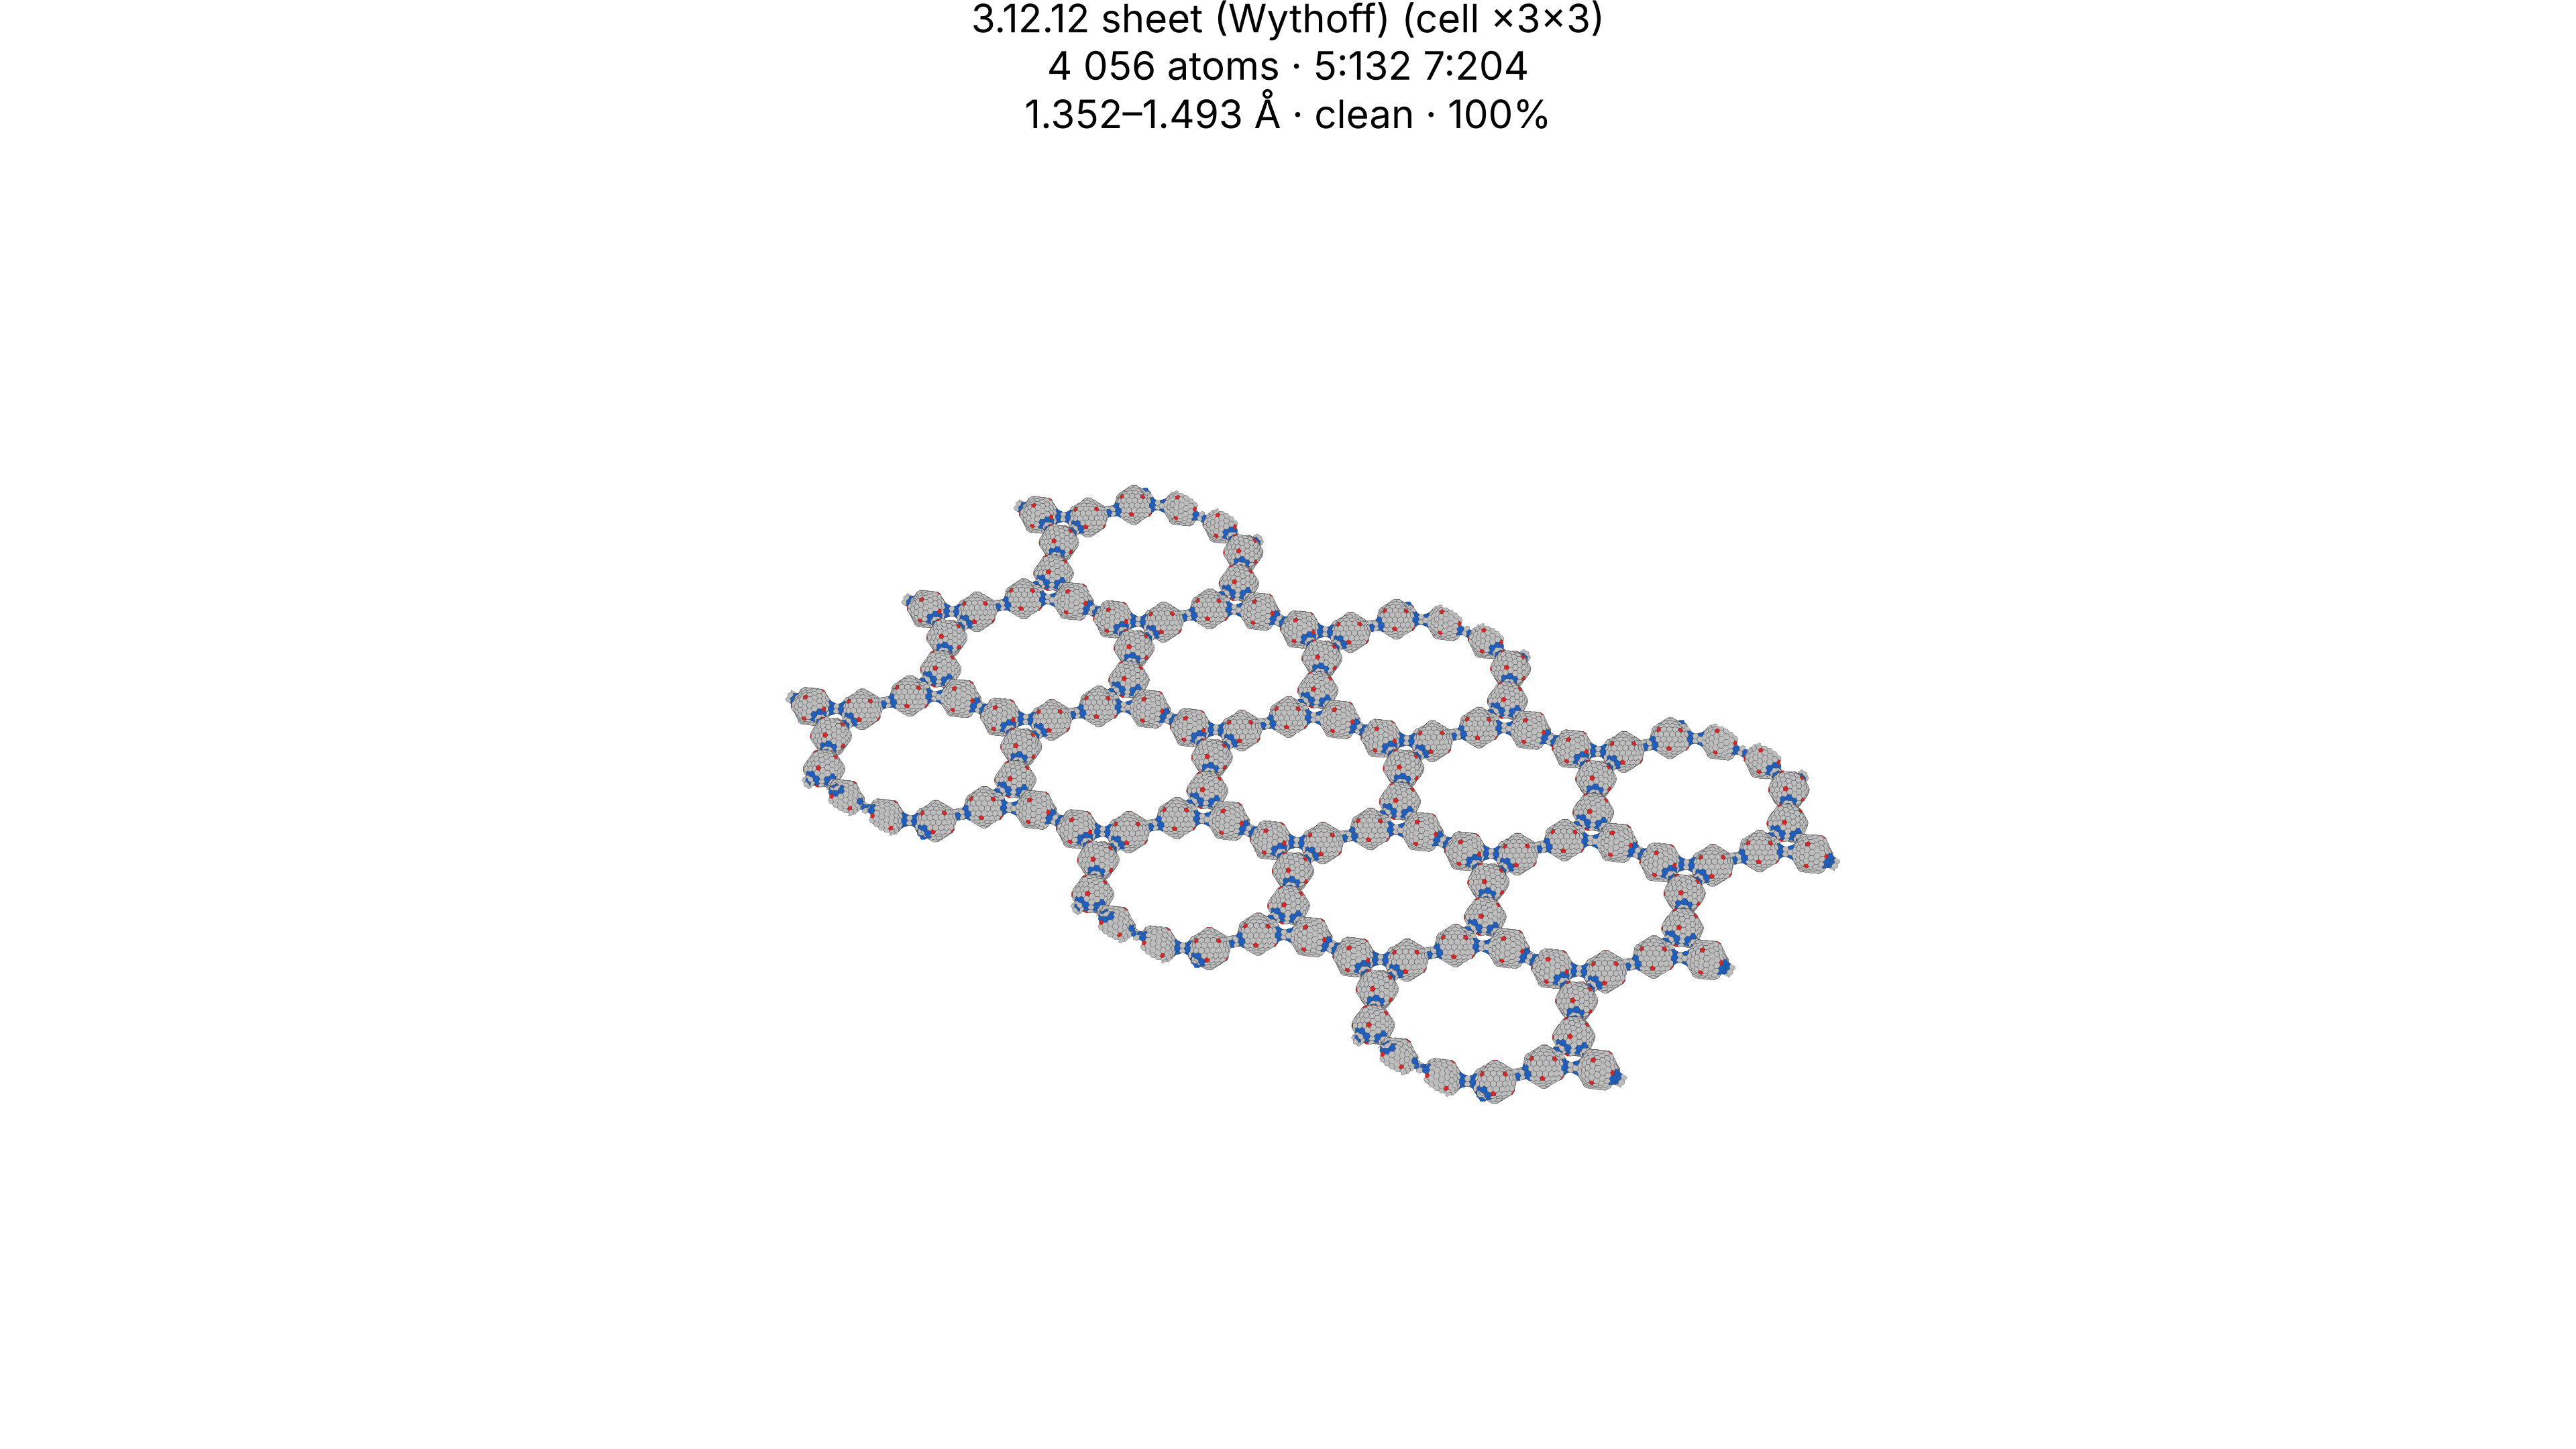 3.12.12 sheet (Wythoff) (cell ×3×3)
4 056 atoms · 5:132 7:204
1.352–1.493 Å · clean · 100%